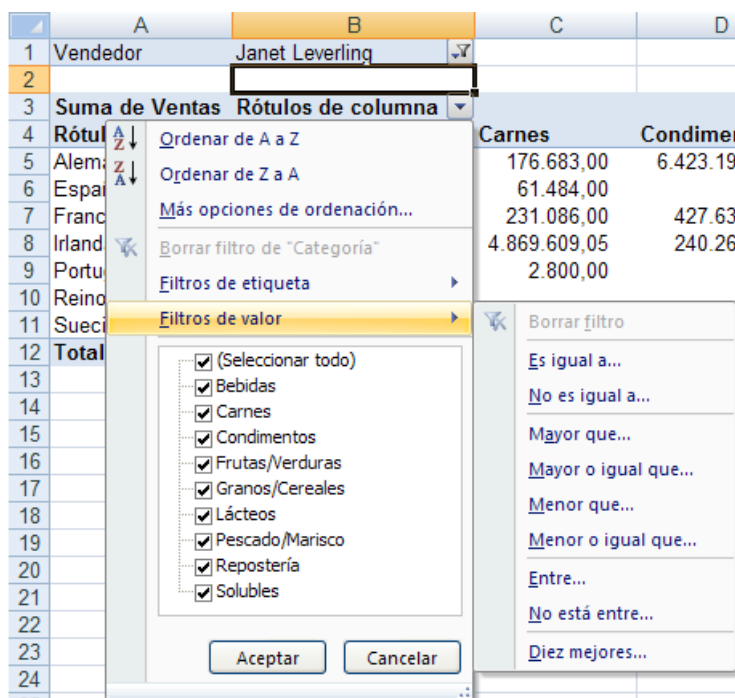 A B C D
1 Vendedor Janet Leverling
2
3 Suma de Ventas Rótulos de columna
4 Rótul Carnes Condimen
5 Alema 176.683,00 6.423.19
6 Españ 61.484,00
7 Franc 231.086,00 427.63
8 Irland 4.869.609,05 240.26
9 Portu 2.800,00
10 Reino
11 Sueci
12 Total
13
14
15
16
17
18
19
20
21
22
23
24
Ordenar de A a Z
Ordenar de Z a A
Más opciones de ordenación...
Borrar filtro de "Categoría"
Filtros de etiqueta
Filtros de valor
(Seleccionar todo)
Bebidas
Carnes
Condimentos
Frutas/Verduras
Granos/Cereales
Lácteos
Pescado/Marisco
Repostería
Solubles
Aceptar Cancelar
Borrar filtro
Es igual a...
No es igual a...
Mayor que...
Mayor o igual que...
Menor que...
Menor o igual que...
Entre...
No está entre...
Diez mejores...